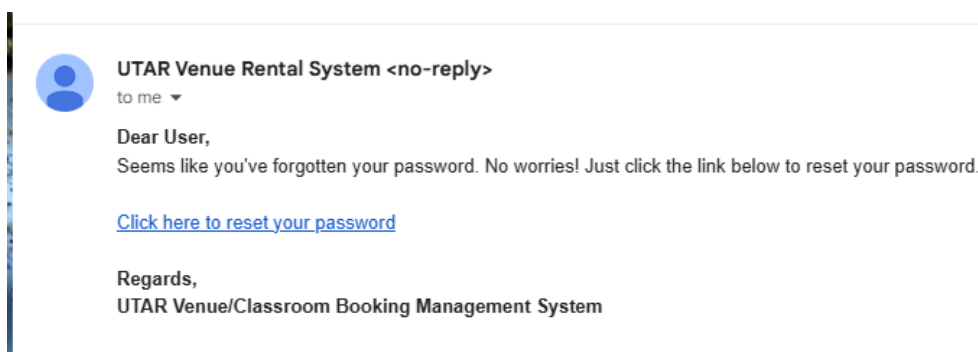 UTAR Venue Rental System <no-reply>
to me
Dear User,
Seems like you've forgotten your password. No worries! Just click the link below to reset your password.
Click here to reset your password
Regards,
UTAR Venue/Classroom Booking Management System